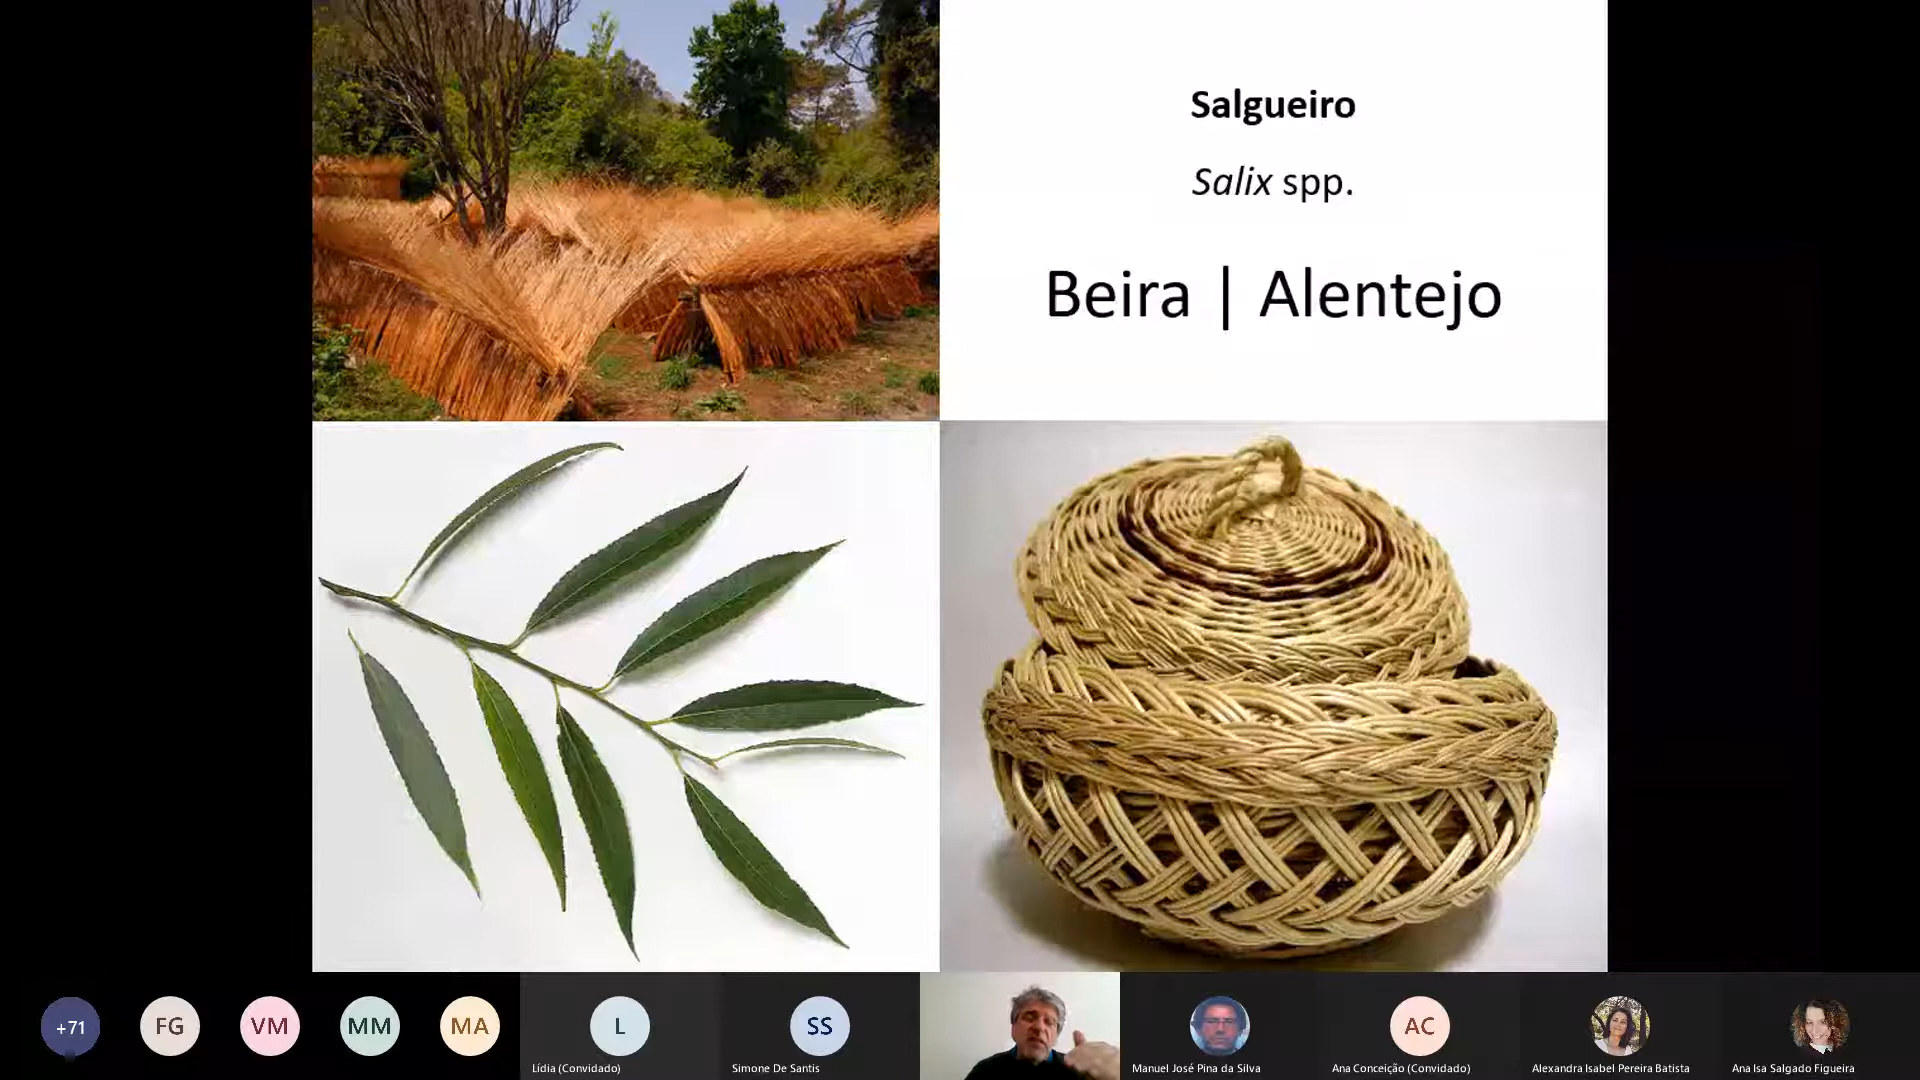 Salgueiro
Salix spp.
Beira | Alentejo
+71
FG
VM
MM
MA
L
SS
AC
Lídia (Convidado)
Simone De Santis
Manuel José Pina da Silva
Ana Conceição (Convidado)
Alexandra Isabel Pereira Batista
Ana Isa Salgado Figueira